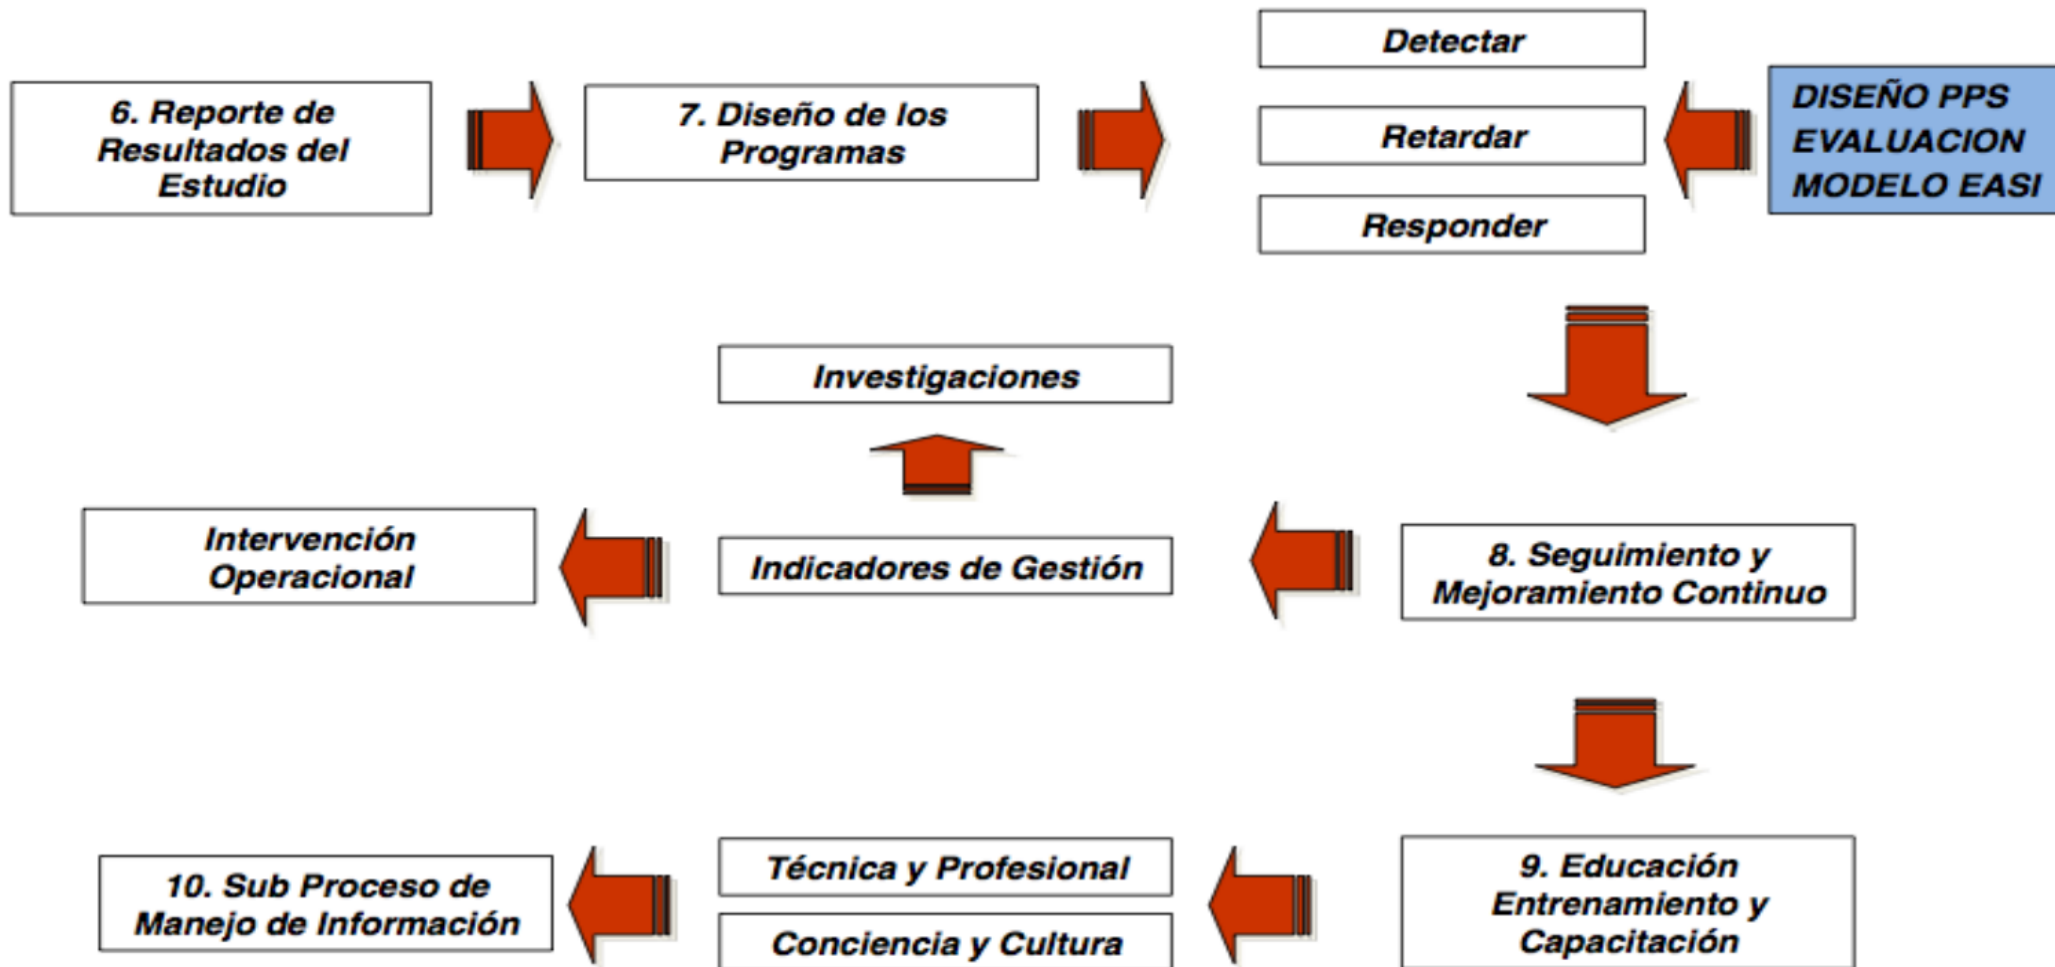 6. Reporte de
Resultados del
Estudio
7. Diseño de los
Programas
Detectar
Retardar
Responder
DISEÑO PPS
EVALUACION
MODELO EASI
Investigaciones
Intervención
Operacional
Indicadores de Gestión
8. Seguimiento y
Mejoramiento Continuo
10. Sub Proceso de
Manejo de Información
Técnica y Profesional
Conciencia y Cultura
9. Educación
Entrenamiento y
Capacitación